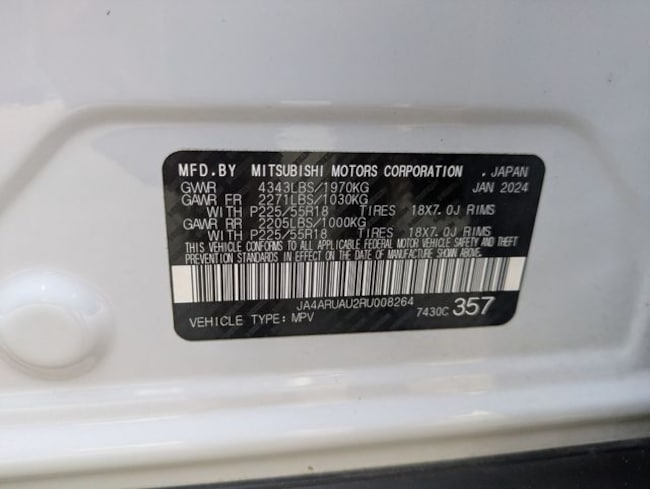 MFD.BY MITSUBISHI MOTORS CORPORATION . JAPAN
GVWR 4343LBS/1970KG JAN 2024
GAWR FR 2271LBS/1030KG
WITH P225/55R18 TIRES 18X7.0J RIMS
GAWR RR 2205LBS/1000KG
WITH P225/55R18 TIRES 18X7.0J RIMS
THIS VEHICLE CONFORMS TO ALL APPLICABLE FEDERAL MOTOR VEHICLE SAFETY AND THEFT
PREVENTION STANDARDS IN EFFECT ON THE DATE OF MANUFACTURE SHOWN ABOVE.
JA4ARUAU2RU008264
VEHICLE TYPE: MPV 7430C 357